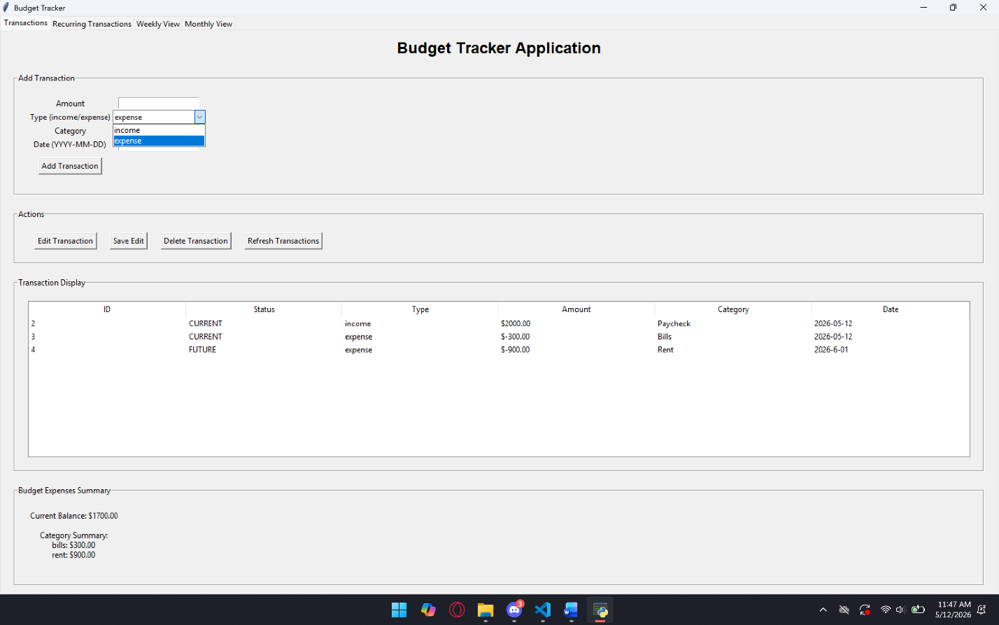 Budget Tracker
Transactions Recurring Transactions Weekly View Monthly View
Budget Tracker Application
Add Transaction
Amount
Type (income/expense) expense
income
Category
expense
Date (YYYY-MM-DD)
Add Transaction
Actions
Edit Transaction Save Edit Delete Transaction Refresh Transactions
Transaction Display
ID Status Type Amount Category Date
2 CURRENT income $2000.00 Paycheck 2026-05-12
3 CURRENT expense $-300.00 Bills 2026-05-12
4 FUTURE expense $-900.00 Rent 2026-6-01
Budget Expenses Summary
Current Balance: $1700.00
Category Summary:
bills: $300.00
rent: $900.00
3
W
11:47 AM
5/12/2026